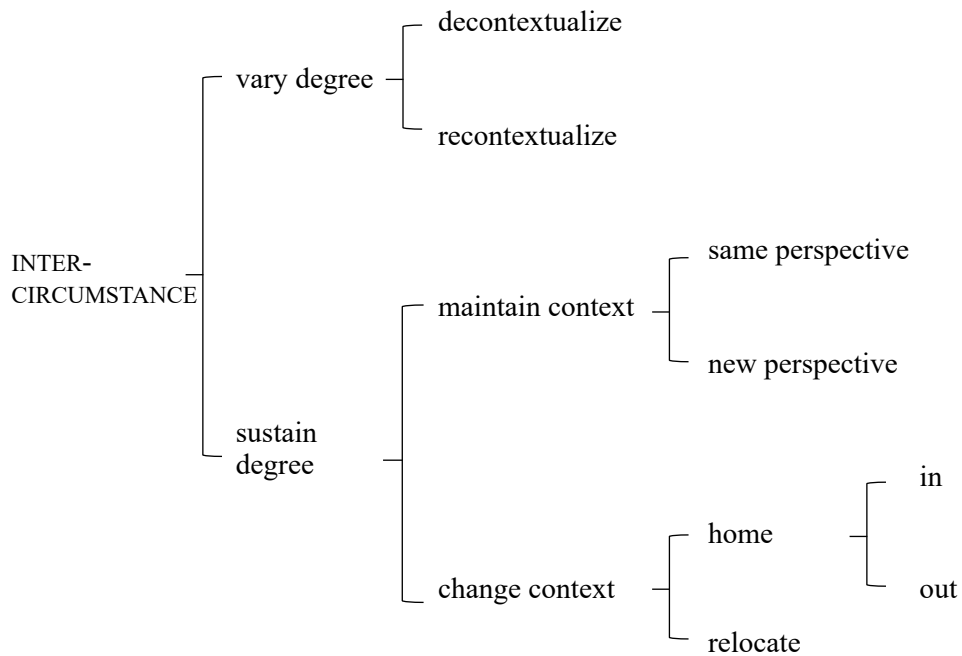 decontextualize
vary degree
recontextualize
INTER-
CIRCUMSTANCE
same perspective
maintain context
new perspective
sustain
degree
in
home
out
change context
relocate